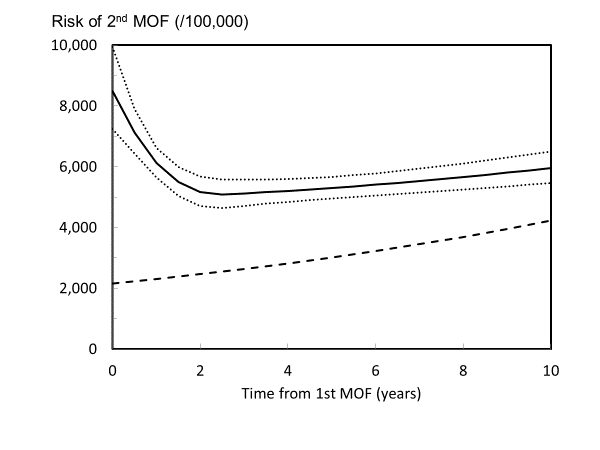 Risk of 2nd MOF (/100,000)
10,000
8,000
6,000
4,000
2,000
0
0 2 4 6 8 10
Time from 1st MOF (years)